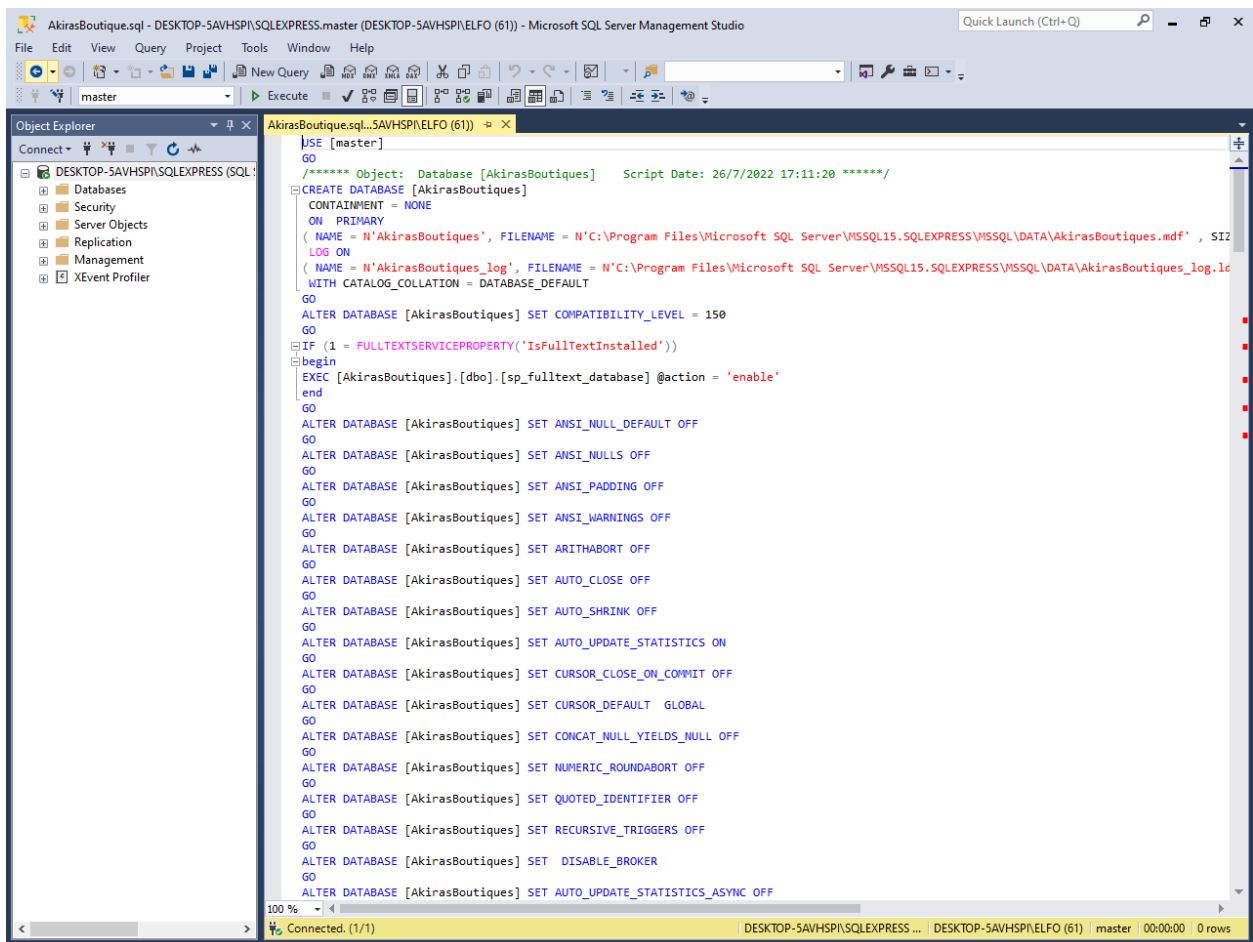 AkirasBoutique.sql - DESKTOP-5AVHSPI\SQLEXPRESS.master (DESKTOP-5AVHSPI\ELFO (61)) - Microsoft SQL Server Management Studio
Quick Launch (Ctrl+Q)
File Edit View Query Project Tools Window Help
New Query
master
Execute
Object Explorer
AkirasBoutique.sql...5AVHSPI\ELFO (61))
Connect
DESKTOP-5AVHSPI\SQLEXPRESS (SQL S
Databases
Security
Server Objects
Replication
Management
XEvent Profiler
USE [master]
GO
/****** Object:  Database [AkirasBoutiques]    Script Date: 26/7/2022 17:11:20 ******/
CREATE DATABASE [AkirasBoutiques]
CONTAINMENT = NONE
ON  PRIMARY
( NAME = N'AkirasBoutiques', FILENAME = N'C:\Program Files\Microsoft SQL Server\MSSQL15.SQLEXPRESS\MSSQL\DATA\AkirasBoutiques.mdf' , SIZ
LOG ON
( NAME = N'AkirasBoutiques_log', FILENAME = N'C:\Program Files\Microsoft SQL Server\MSSQL15.SQLEXPRESS\MSSQL\DATA\AkirasBoutiques_log.ld
WITH CATALOG_COLLATION = DATABASE_DEFAULT
GO
ALTER DATABASE [AkirasBoutiques] SET COMPATIBILITY_LEVEL = 150
GO
IF (1 = FULLTEXTSERVICEPROPERTY('IsFullTextInstalled'))
begin
EXEC [AkirasBoutiques].[dbo].[sp_fulltext_database] @action = 'enable'
end
GO
ALTER DATABASE [AkirasBoutiques] SET ANSI_NULL_DEFAULT OFF
GO
ALTER DATABASE [AkirasBoutiques] SET ANSI_NULLS OFF
GO
ALTER DATABASE [AkirasBoutiques] SET ANSI_PADDING OFF
GO
ALTER DATABASE [AkirasBoutiques] SET ANSI_WARNINGS OFF
GO
ALTER DATABASE [AkirasBoutiques] SET ARITHABORT OFF
GO
ALTER DATABASE [AkirasBoutiques] SET AUTO_CLOSE OFF
GO
ALTER DATABASE [AkirasBoutiques] SET AUTO_SHRINK OFF
GO
ALTER DATABASE [AkirasBoutiques] SET AUTO_UPDATE_STATISTICS ON
GO
ALTER DATABASE [AkirasBoutiques] SET CURSOR_CLOSE_ON_COMMIT OFF
GO
ALTER DATABASE [AkirasBoutiques] SET CURSOR_DEFAULT  GLOBAL
GO
ALTER DATABASE [AkirasBoutiques] SET CONCAT_NULL_YIELDS_NULL OFF
GO
ALTER DATABASE [AkirasBoutiques] SET NUMERIC_ROUNDABORT OFF
GO
ALTER DATABASE [AkirasBoutiques] SET QUOTED_IDENTIFIER OFF
GO
ALTER DATABASE [AkirasBoutiques] SET RECURSIVE_TRIGGERS OFF
GO
ALTER DATABASE [AkirasBoutiques] SET  DISABLE_BROKER
GO
ALTER DATABASE [AkirasBoutiques] SET AUTO_UPDATE_STATISTICS_ASYNC OFF
100 %
Connected. (1/1)
DESKTOP-5AVHSPI\SQLEXPRESS ... DESKTOP-5AVHSPI\ELFO (61) master 00:00:00 0 rows